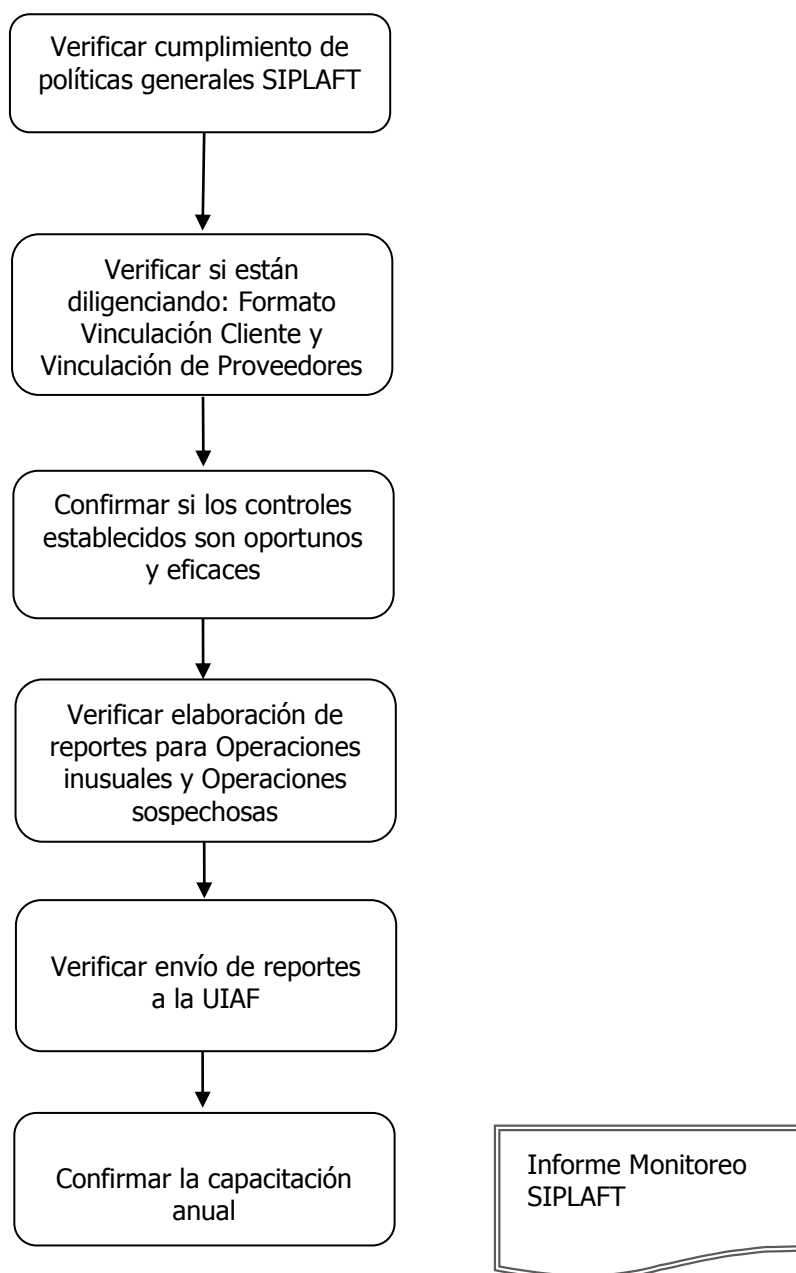 Verificar cumplimiento de
políticas generales SIPLAFT
Verificar si están
diligenciando: Formato
Vinculación Cliente y
Vinculación de Proveedores
Confirmar si los controles
establecidos son oportunos
y eficaces
Verificar elaboración de
reportes para Operaciones
inusuales y Operaciones
sospechosas
Verificar envío de reportes
a la UIAF
Confirmar la capacitación
anual
Informe Monitoreo
SIPLAFT